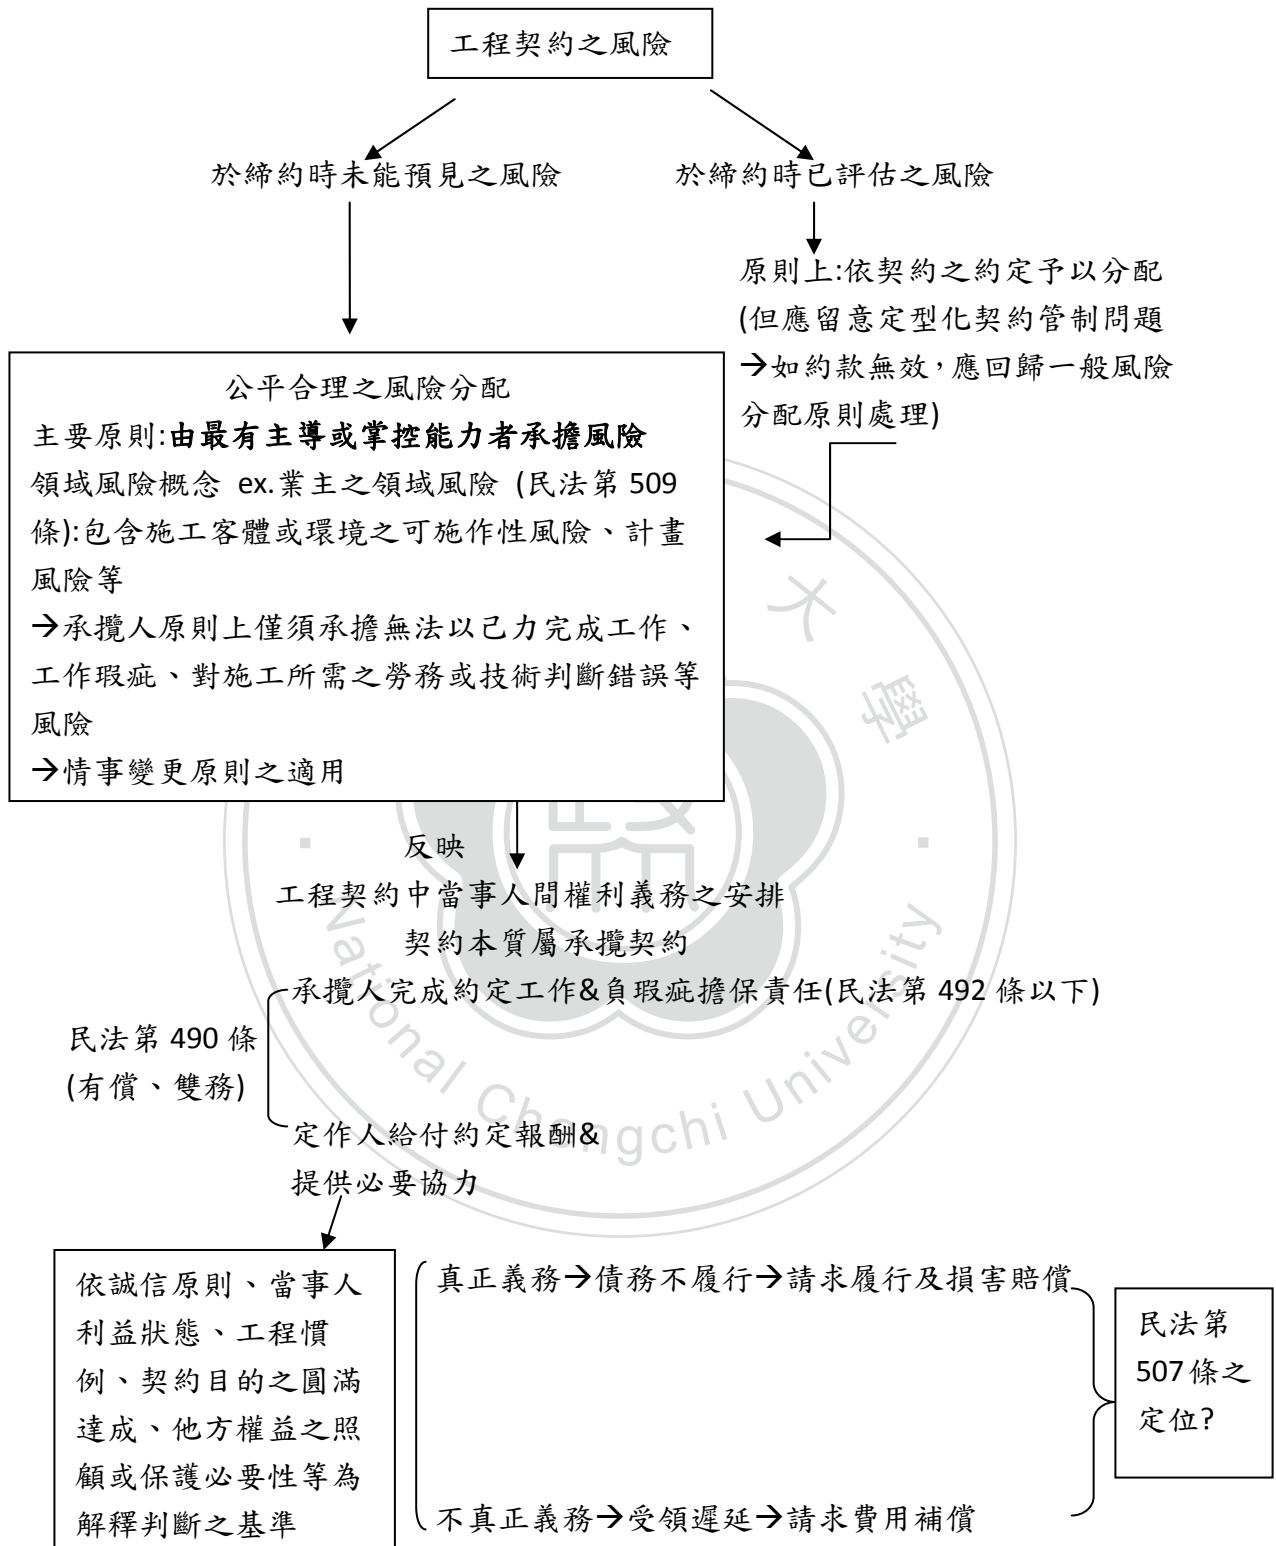 工程契約之風險
於締約時未能預見之風險
於締約時已評估之風險
原則上:依契約之約定予以分配
(但應留意定型化契約管制問題
→如約款無效,應回歸一般風險
分配原則處理)
公平合理之風險分配
主要原則:由最有主導或掌控能力者承擔風險
領域風險概念 ex.業主之領域風險 (民法第 509
條):包含施工客體或環境之可施作性風險、計畫
風險等
→承攬人原則上僅須承擔無法以己力完成工作、
工作瑕疵、對施工所需之勞務或技術判斷錯誤等
風險
→情事變更原則之適用
反映
工程契約中當事人間權利義務之安排
契約本質屬承攬契約
承攬人完成約定工作&負瑕疵擔保責任(民法第 492 條以下)
民法第 490 條
(有償、雙務)
定作人給付約定報酬&
提供必要協力
依誠信原則、當事人
利益狀態、工程慣
例、契約目的之圓滿
達成、他方權益之照
顧或保護必要性等為
解釋判斷之基準
真正義務→債務不履行→請求履行及損害賠償
不真正義務→受領遲延→請求費用補償
民法第
507 條之
定位?
大
學
National Chengchi University